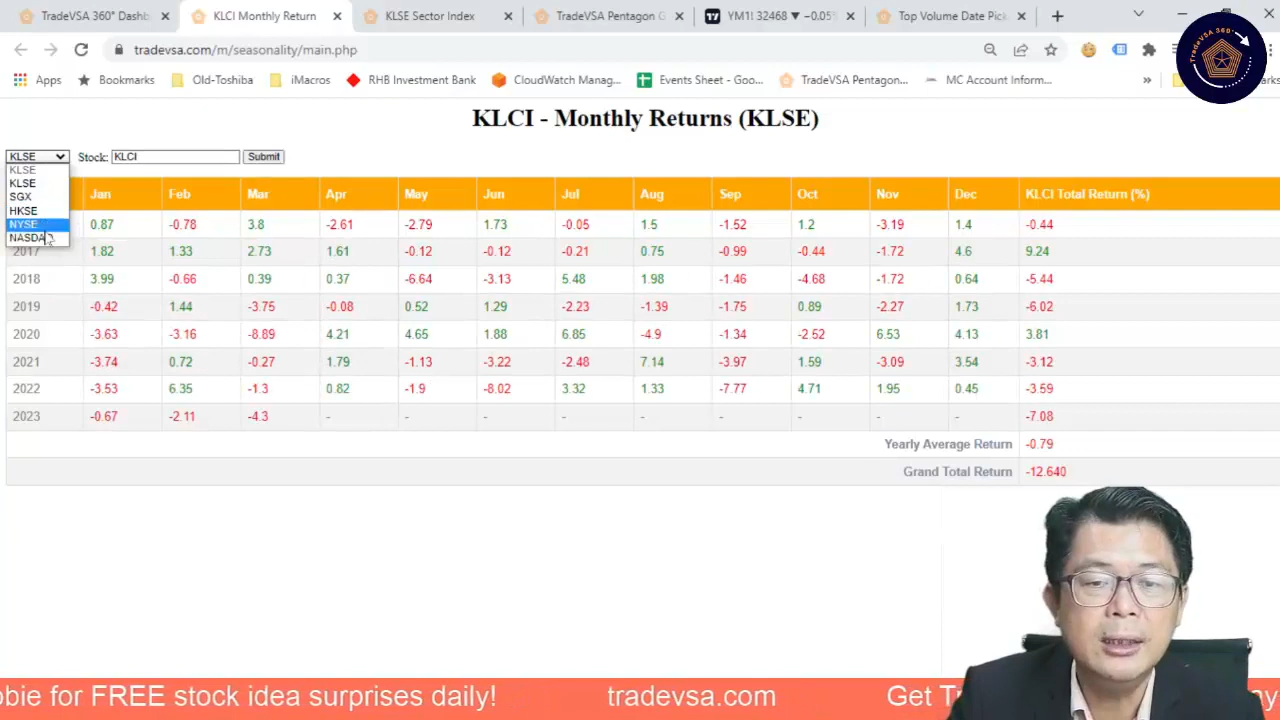 TradeVSA 360° Dashb
KLCI Monthly Return
KLSE Sector Index
TradeVSA Pentagon G
YM1! 32468 ▼ −0.05
Top Volume Date Pick
tradevsa.com/m/seasonality/main.php
Apps
Bookmarks
Old-Toshiba
iMacros
RHB Investment Bank
CloudWatch Manag...
Events Sheet - Goo...
TradeVSA Pentagon...
MC Account Inform...
»
TradeVSA 360°
KLCI - Monthly Returns (KLSE)
KLSE Stock: KLCI Submit
KLSE
KLSE
SGX
HKSE
NYSE
NASDA
Jan Feb Mar Apr May Jun Jul Aug Sep Oct Nov Dec KLCI Total Return (%)
0.87 -0.78 3.8 -2.61 -2.79 1.73 -0.05 1.5 -1.52 1.2 -3.19 1.4 -0.44
2017 1.82 1.33 2.73 1.61 -0.12 -0.12 -0.21 0.75 -0.99 -0.44 -1.72 4.6 9.24
2018 3.99 -0.66 0.39 0.37 -6.64 -3.13 5.48 1.98 -1.46 -4.68 -1.72 0.64 -5.44
2019 -0.42 1.44 -3.75 -0.08 0.52 1.29 -2.23 -1.39 -1.75 0.89 -2.27 1.73 -6.02
2020 -3.63 -3.16 -8.89 4.21 4.65 1.88 6.85 -4.9 -1.34 -2.52 6.53 4.13 3.81
2021 -3.74 0.72 -0.27 1.79 -1.13 -3.22 -2.48 7.14 -3.97 1.59 -3.09 3.54 -3.12
2022 -3.53 6.35 -1.3 0.82 -1.9 -8.02 3.32 1.33 -7.77 4.71 1.95 0.45 -3.59
2023 -0.67 -2.11 -4.3 - - - - - - - - - -7.08
Yearly Average Return -0.79
Grand Total Return -12.640
bie for FREE stock idea surprises daily! tradevsa.com Get T